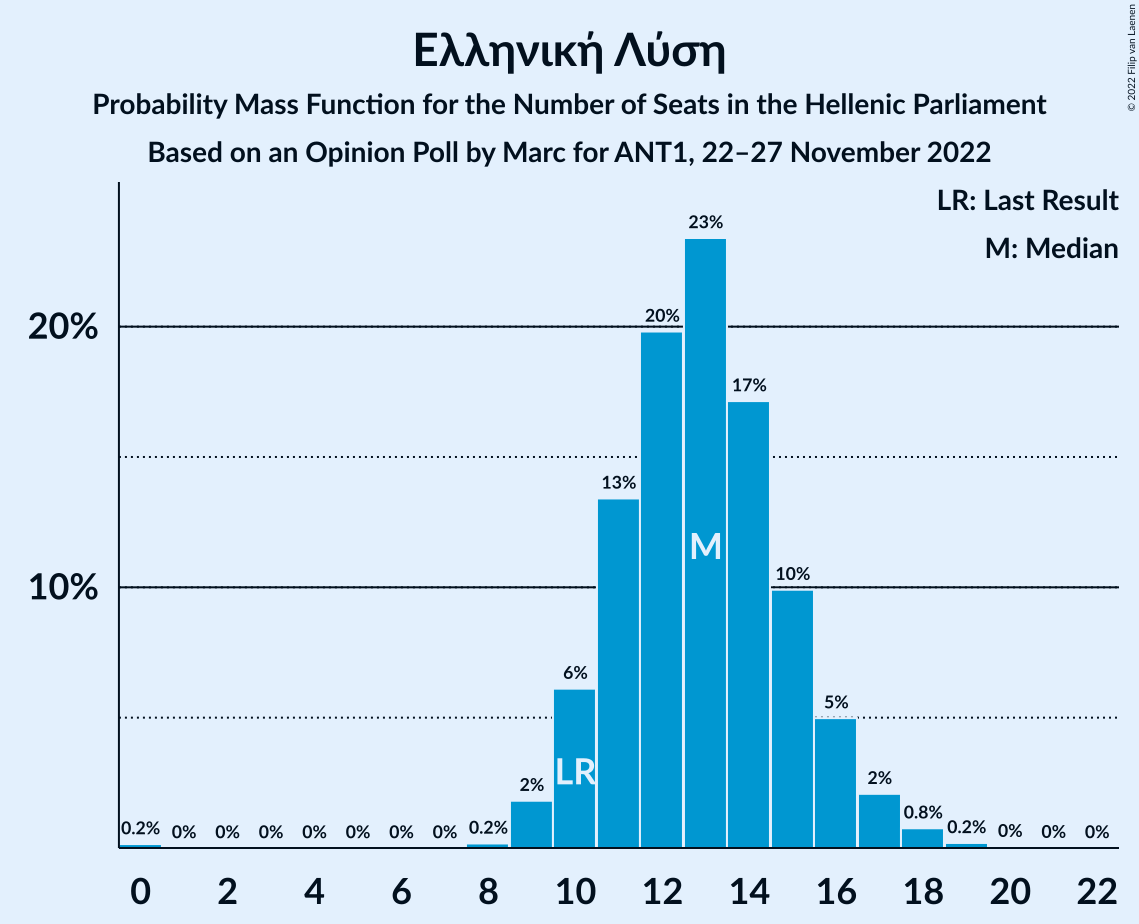 Ελληνική Λύση
Probability Mass Function for the Number of Seats in the Hellenic Parliament
Based on an Opinion Poll by Marc for ANT1, 22–27 November 2022
© 2022 Filip van Laenen
LR: Last Result
M: Median
20%
10%
0.2% 0% 0% 0% 0% 0% 0% 0% 0.2% 2% 6% 13% 20% 23% 17% 10% 5% 2% 0.8% 0.2% 0% 0% 0%
LR
M
0 2 4 6 8 10 12 14 16 18 20 22